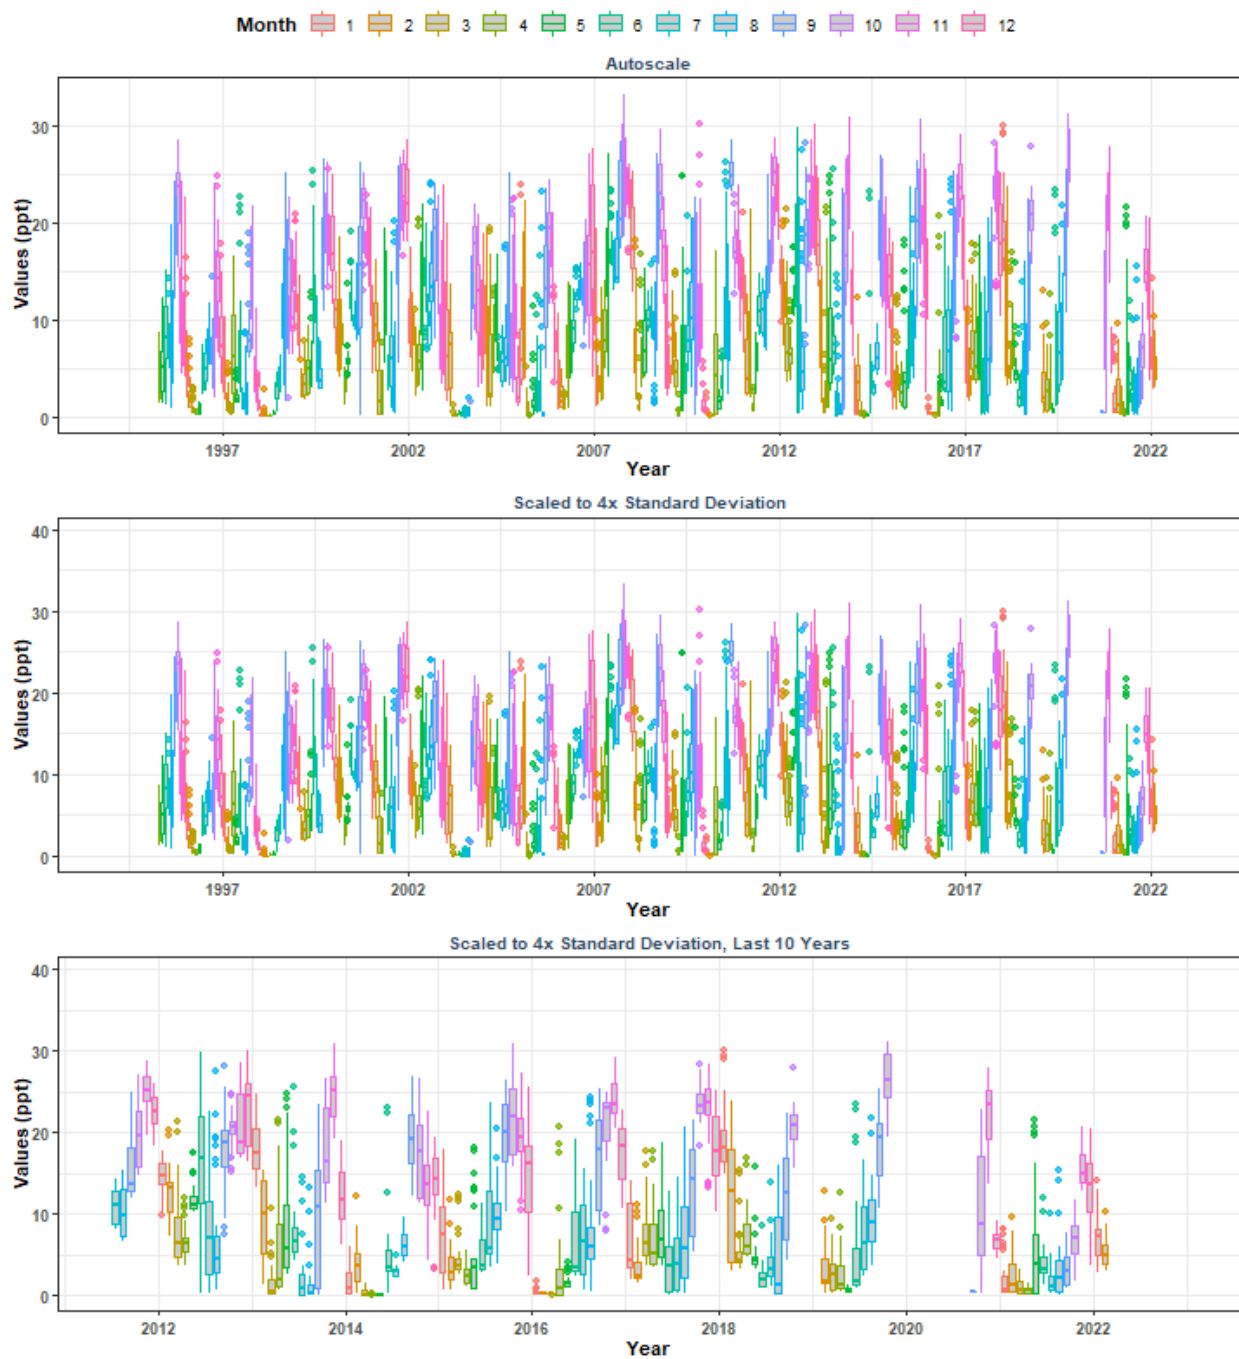 Month 1 2 3 4 5 6 7 8 9 10 11 12
Autoscale
Values (ppt)
30
20
10
0
1997 2002 2007 2012 2017 2022
Year
Scaled to 4x Standard Deviation
Values (ppt)
40
30
20
10
0
1997 2002 2007 2012 2017 2022
Year
Scaled to 4x Standard Deviation, Last 10 Years
Values (ppt)
40
30
20
10
0
2012 2014 2016 2018 2020 2022
Year